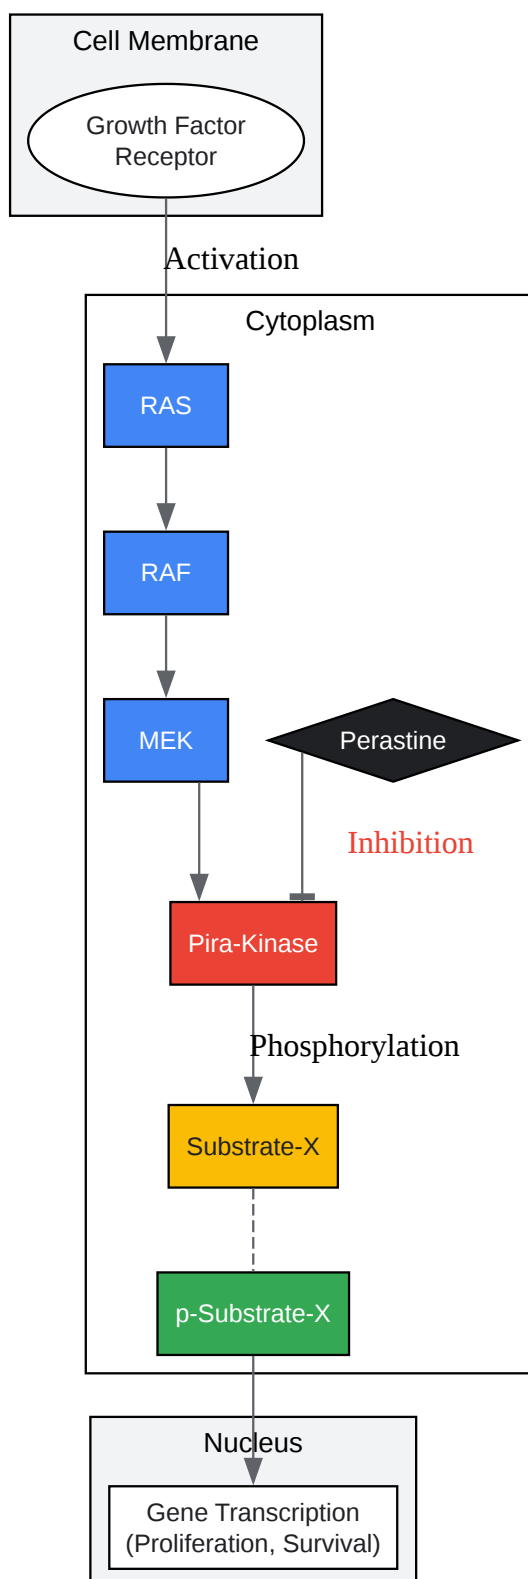 Cell Membrane
Growth Factor
Receptor
Activation
Cytoplasm
RAS
RAF
MEK
Perastine
Inhibition
Pira-Kinase
Phosphorylation
Substrate-X
p-Substrate-X
Nucleus
Gene Transcription
(Proliferation, Survival)